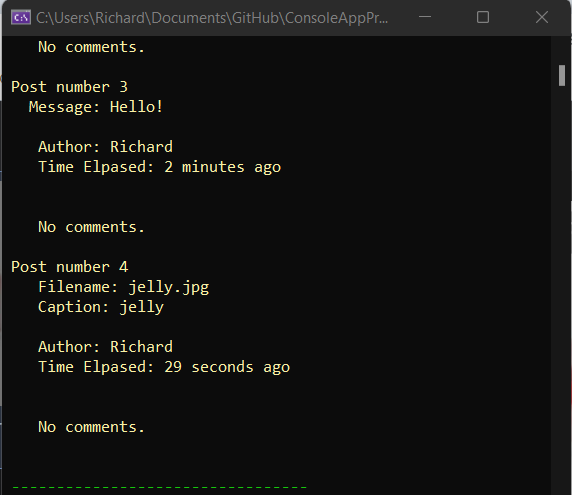 C:\Users\Richard\Documents\GitHub\ConsoleAppPr...
No comments.
Post number 3
Message: Hello!
Author: Richard
Time Elpased: 2 minutes ago
No comments.
Post number 4
Filename: jelly.jpg
Caption: jelly
Author: Richard
Time Elpased: 29 seconds ago
No comments.
---------------------------------